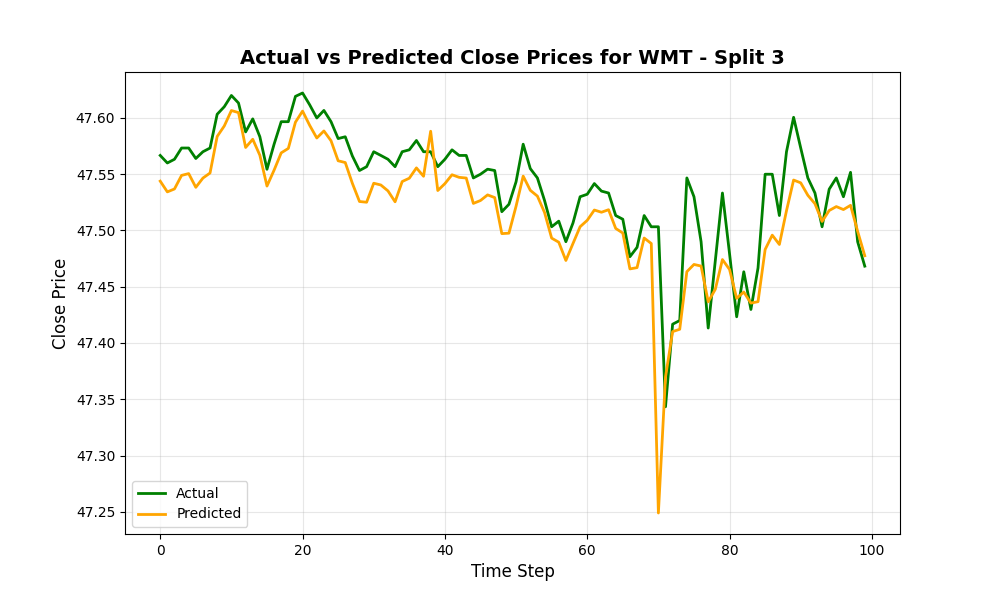 Actual vs Predicted Close Prices for WMT - Split 3
Close Price
47.60
47.55
47.50
47.45
47.40
47.35
47.30
47.25
Actual
Predicted
0 20 40 60 80 100
Time Step